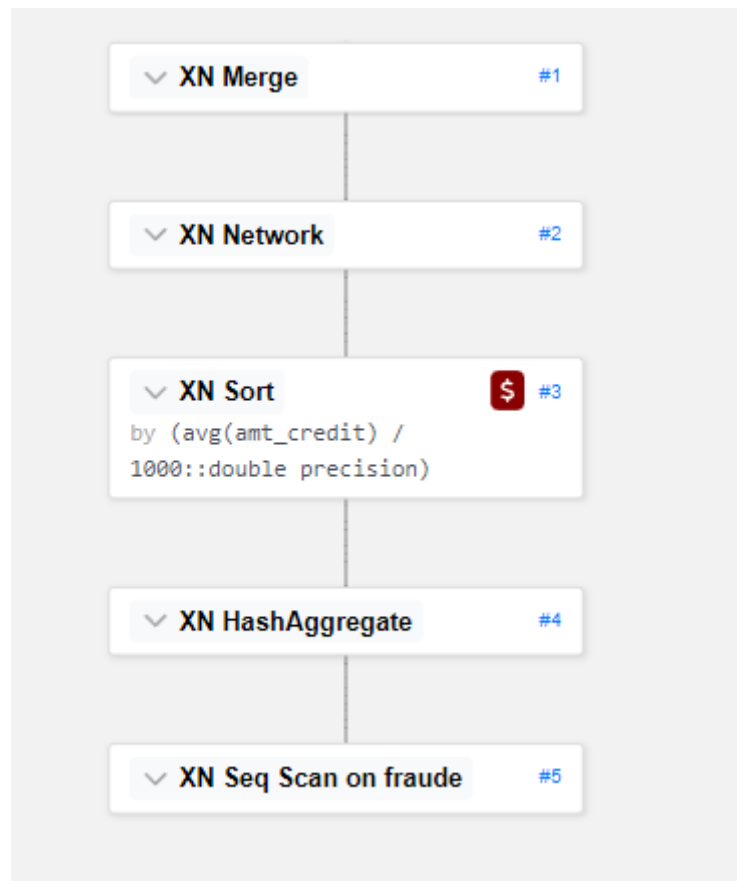 XN Merge #1
XN Network #2
XN Sort $ #3
by (avg(amt_credit) /
1000::double precision)
XN HashAggregate #4
XN Seq Scan on fraude #5